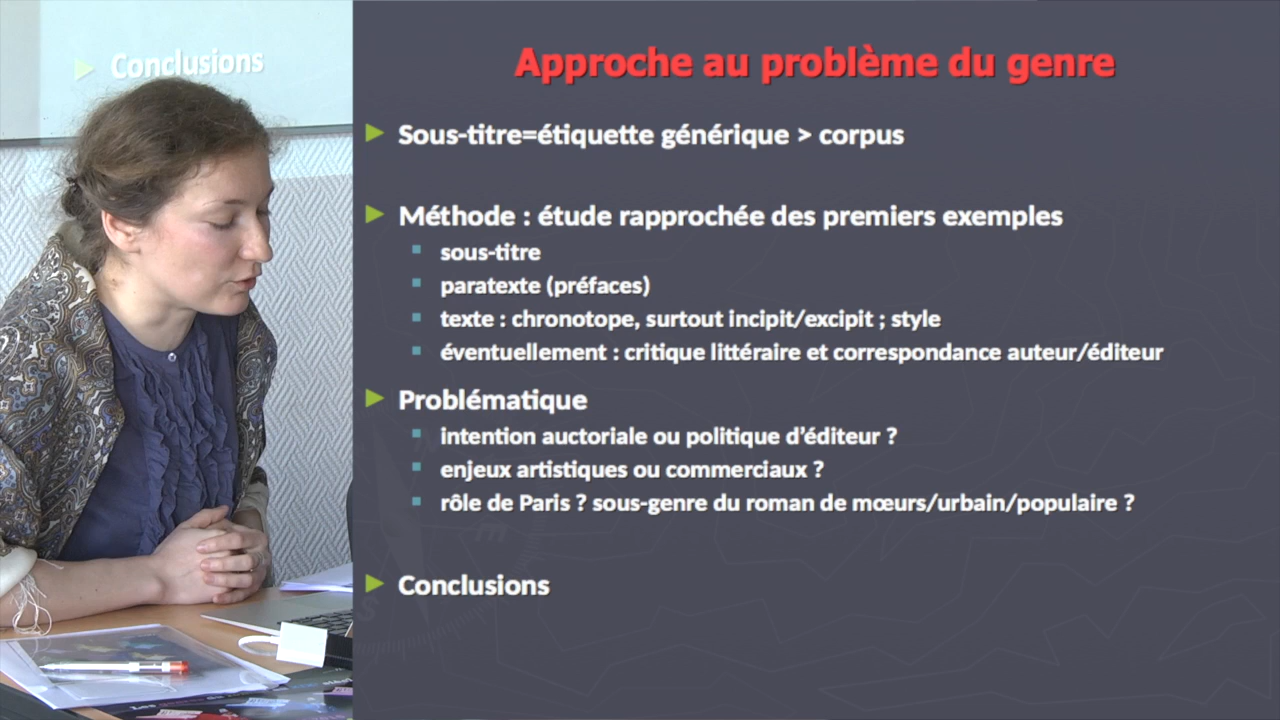 Conclusions
Approche au problème du genre
Sous-titre=étiquette générique > corpus
Méthode : étude rapprochée des premiers exemples
sous-titre
paratexte (préfaces)
texte : chronotope, surtout incipit/excipit ; style
éventuellement : critique littéraire et correspondance auteur/éditeur
Problématique
intention auctoriale ou politique d'éditeur ?
enjeux artistiques ou commerciaux ?
rôle de Paris ? sous-genre du roman de mœurs/urbain/populaire ?
Conclusions